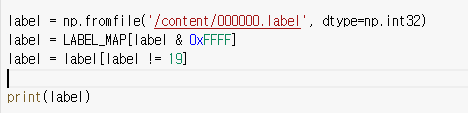 label = np.fromfile('/content/000000.label', dtype=np.int32)
label = LABEL_MAP[label & 0xFFFF]
label = label[label != 19]
print(label)